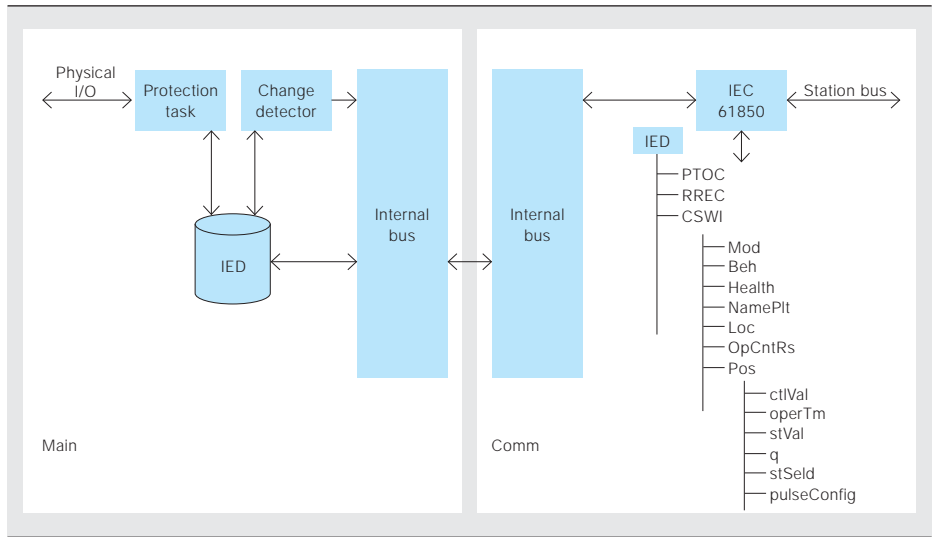 Physical
I/O
Protection
task
Change
detector
IED
Internal
bus
Main
Internal
bus
IEC
61850
Station bus
IED
PTOC
RREC
CSWI
Mod
Beh
Health
NamePlt
Loc
OpCntRs
Pos
ctlVal
operTm
stVal
q
stSeld
pulseConfig
Comm